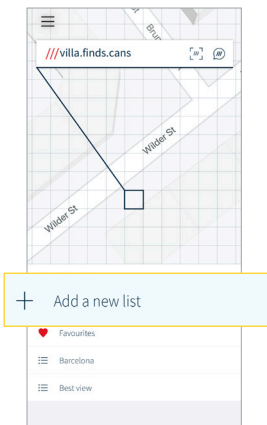 ///villa.finds.cans
Wilder St
Wilder St
Add a new list
Favourites
Barcelona
Best view